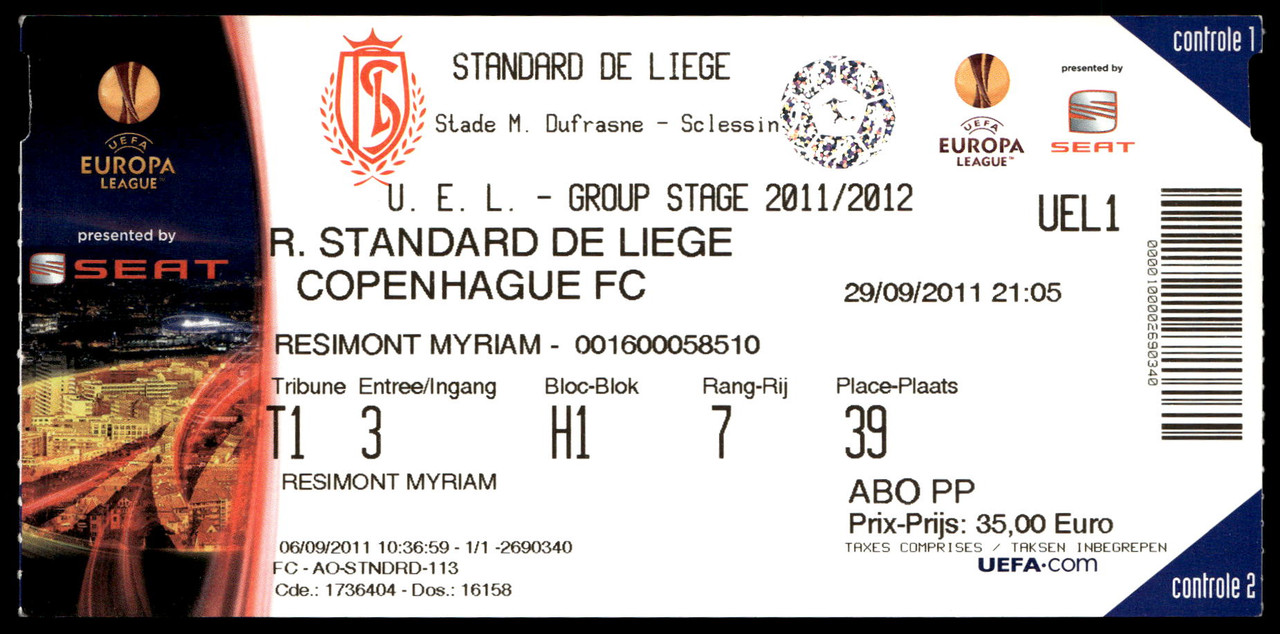 UEFA
EUROPA
LEAGUE™
presented by
SEAT
STANDARD DE LIEGE
Stade M. Dufrasne - Sclessin
UEFA
EUROPA
LEAGUE™
presented by
SEAT
controle 1
U. E. L. - GROUP STAGE 2011/2012
UEL1
R. STANDARD DE LIEGE
COPENHAGUE FC
29/09/2011 21:05
RESIMONT MYRIAM - 001600058510
Tribune Entree/Ingang Bloc-Blok Rang-Rij Place-Plaats
T1 3 H1 7 39
RESIMONT MYRIAM
ABO PP
Prix-Prijs: 35,00 Euro
TAXES COMPRISES / TAKSEN INBEGREPEN
UEFA.com
06/09/2011 10:36:59 - 1/1 -2690340
FC - AO-STNDRD-113
Cde.: 1736404 - Dos.: 16158
0000100002690340
controle 2